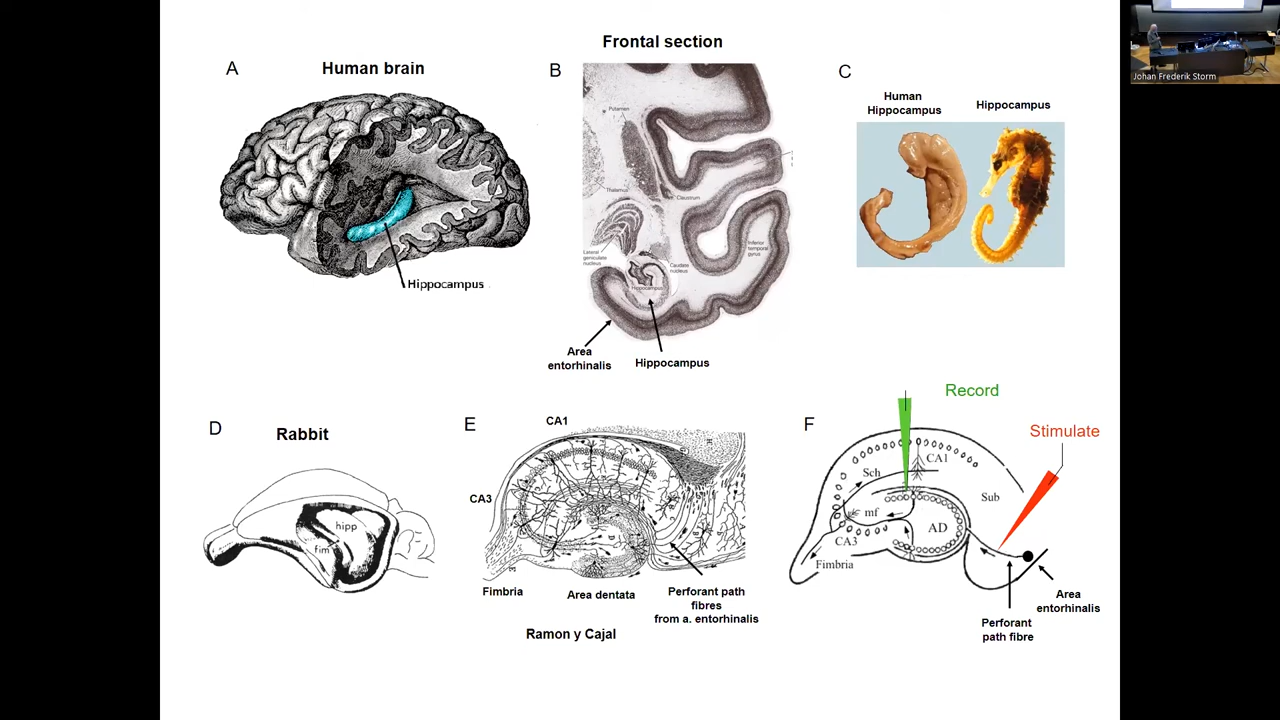 Johan Frederik Storm
A
Human brain
Hippocampus
Frontal section
B
Putamen
Thalamus
Claustrum
Lateral
geniculate
nucleus
Caudate
nucleus
Hippocampus
Inferior
temporal
gyrus
Area
entorhinalis
Hippocampus
C
Human
Hippocampus
Hippocampus
D
Rabbit
hipp
fim
E
CA1
CA3
Fimbria
Area dentata
Perforant path
fibres
from a. entorhinalis
Ramon y Cajal
F
Record
Stimulate
CA1
Sch
Sub
mf
AD
CA3
Fimbria
Area
entorhinalis
Perforant
path fibre